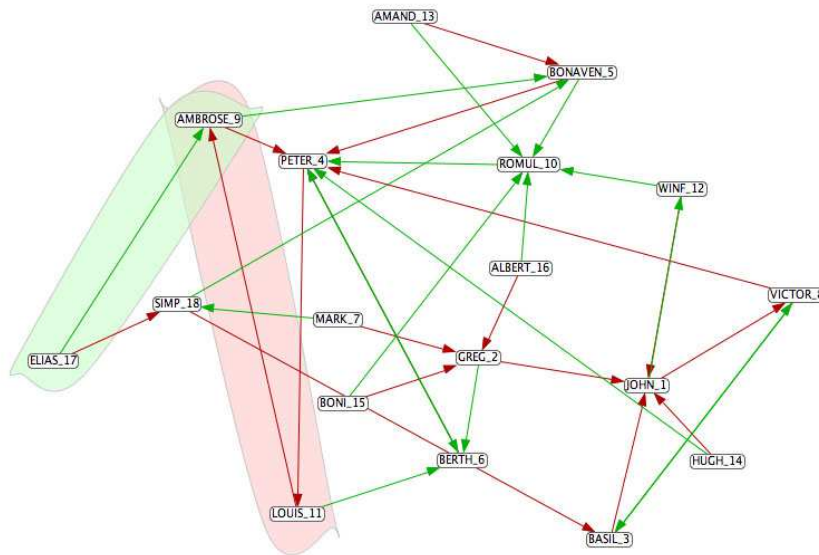 AMAND_13
BONAVEN_5
AMBROSE_9
PETER_4
ROMUL_10
WINF_12
ALBERT_16
VICTOR_8
SIMP_18
MARK_7
GREG_2
ELIAS_17
JOHN_1
BONI_15
BERTH_6
HUGH_14
LOUIS_11
BASIL_3